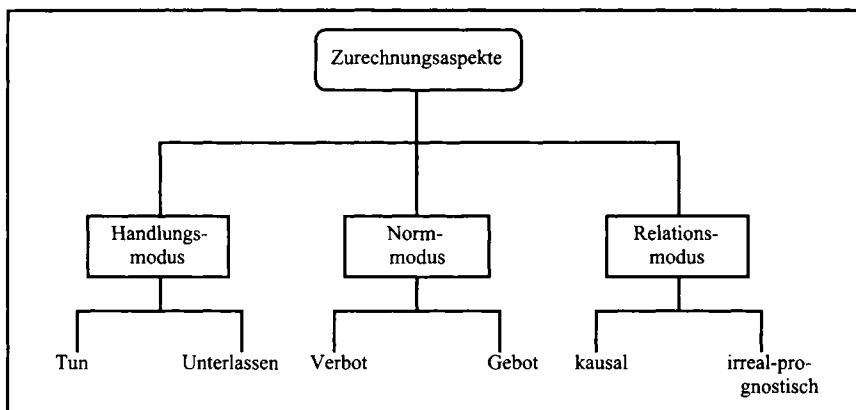 Zurechnungsaspekte
Handlungs-
modus
Norm-
modus
Relations-
modus
Tun
Unterlassen
Verbot
Gebot
kausal
irreal-pro-
gnostisch